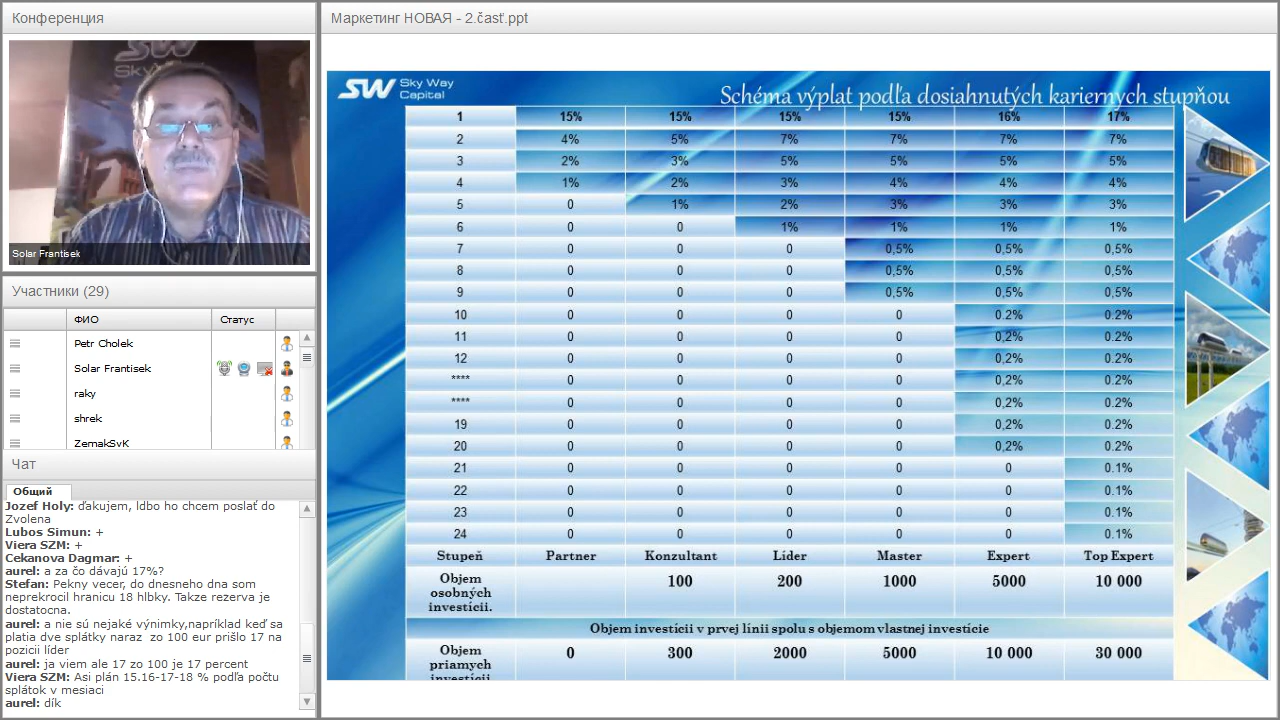 Конференция
Solar Frantisek
Участники (29)
ФИО Статус
Petr Cholek
Solar Frantisek
raky
shrek
ZemakSvK
Чат
Общий
Jozef Holy: ďakujem, ldbo ho chcem poslať do
Zvolena
Lubos Simun: +
Viera SZM: +
Cekanova Dagmar: +
aurel: a za čo dávajú 17%?
Stefan: Pekny vecer, do dnesneho dna som
neprekrocil hranicu 18 hlbky. Takze rezerva je
dostatocna.
aurel: a nie sú nejaké výnimky,napríklad keď sa
platia dve splátky naraz zo 100 eur prišlo 17 na
pozicii líder
aurel: ja viem ale 17 zo 100 je 17 percent
Viera SZM: Asi plán 15.16-17-18 % podľa počtu
splátok v mesiaci
aurel: dík
Маркетинг НОВАЯ - 2.časť.ppt
SW Sky Way
Capital
Schéma výplat podľa dosiahnutých kariernych stupňou
1 15% 15% 15% 15% 16% 17%
2 4% 5% 7% 7% 7% 7%
3 2% 3% 5% 5% 5% 5%
4 1% 2% 3% 4% 4% 4%
5 0 1% 2% 3% 3% 3%
6 0 0 1% 1% 1% 1%
7 0 0 0 0,5% 0,5% 0,5%
8 0 0 0 0,5% 0,5% 0,5%
9 0 0 0 0,5% 0,5% 0,5%
10 0 0 0 0 0.2% 0.2%
11 0 0 0 0 0,2% 0.2%
12 0 0 0 0 0,2% 0.2%
**** 0 0 0 0 0,2% 0.2%
**** 0 0 0 0 0,2% 0.2%
19 0 0 0 0 0,2% 0.2%
20 0 0 0 0 0,2% 0.2%
21 0 0 0 0 0 0.1%
22 0 0 0 0 0 0.1%
23 0 0 0 0 0 0.1%
24 0 0 0 0 0 0.1%
Stupeň Partner Konzultant Líder Master Expert Top Expert
Objem
osobných
investícii. 100 200 1000 5000 10 000
Objem investícii v prvej línii spolu s objemom vlastnej investície
Objem
priamych
investícii 0 300 2000 5000 10 000 30 000